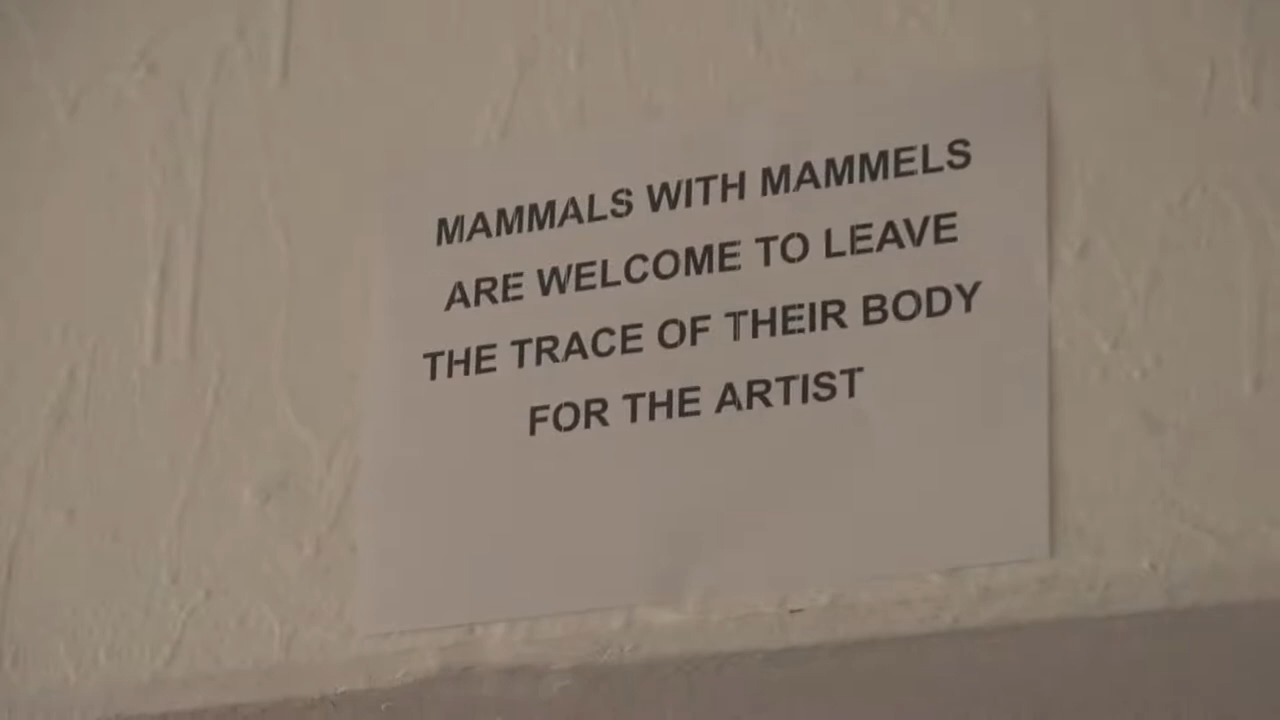 MAMMALS WITH MAMMELS
ARE WELCOME TO LEAVE
THE TRACE OF THEIR BODY
FOR THE ARTIST